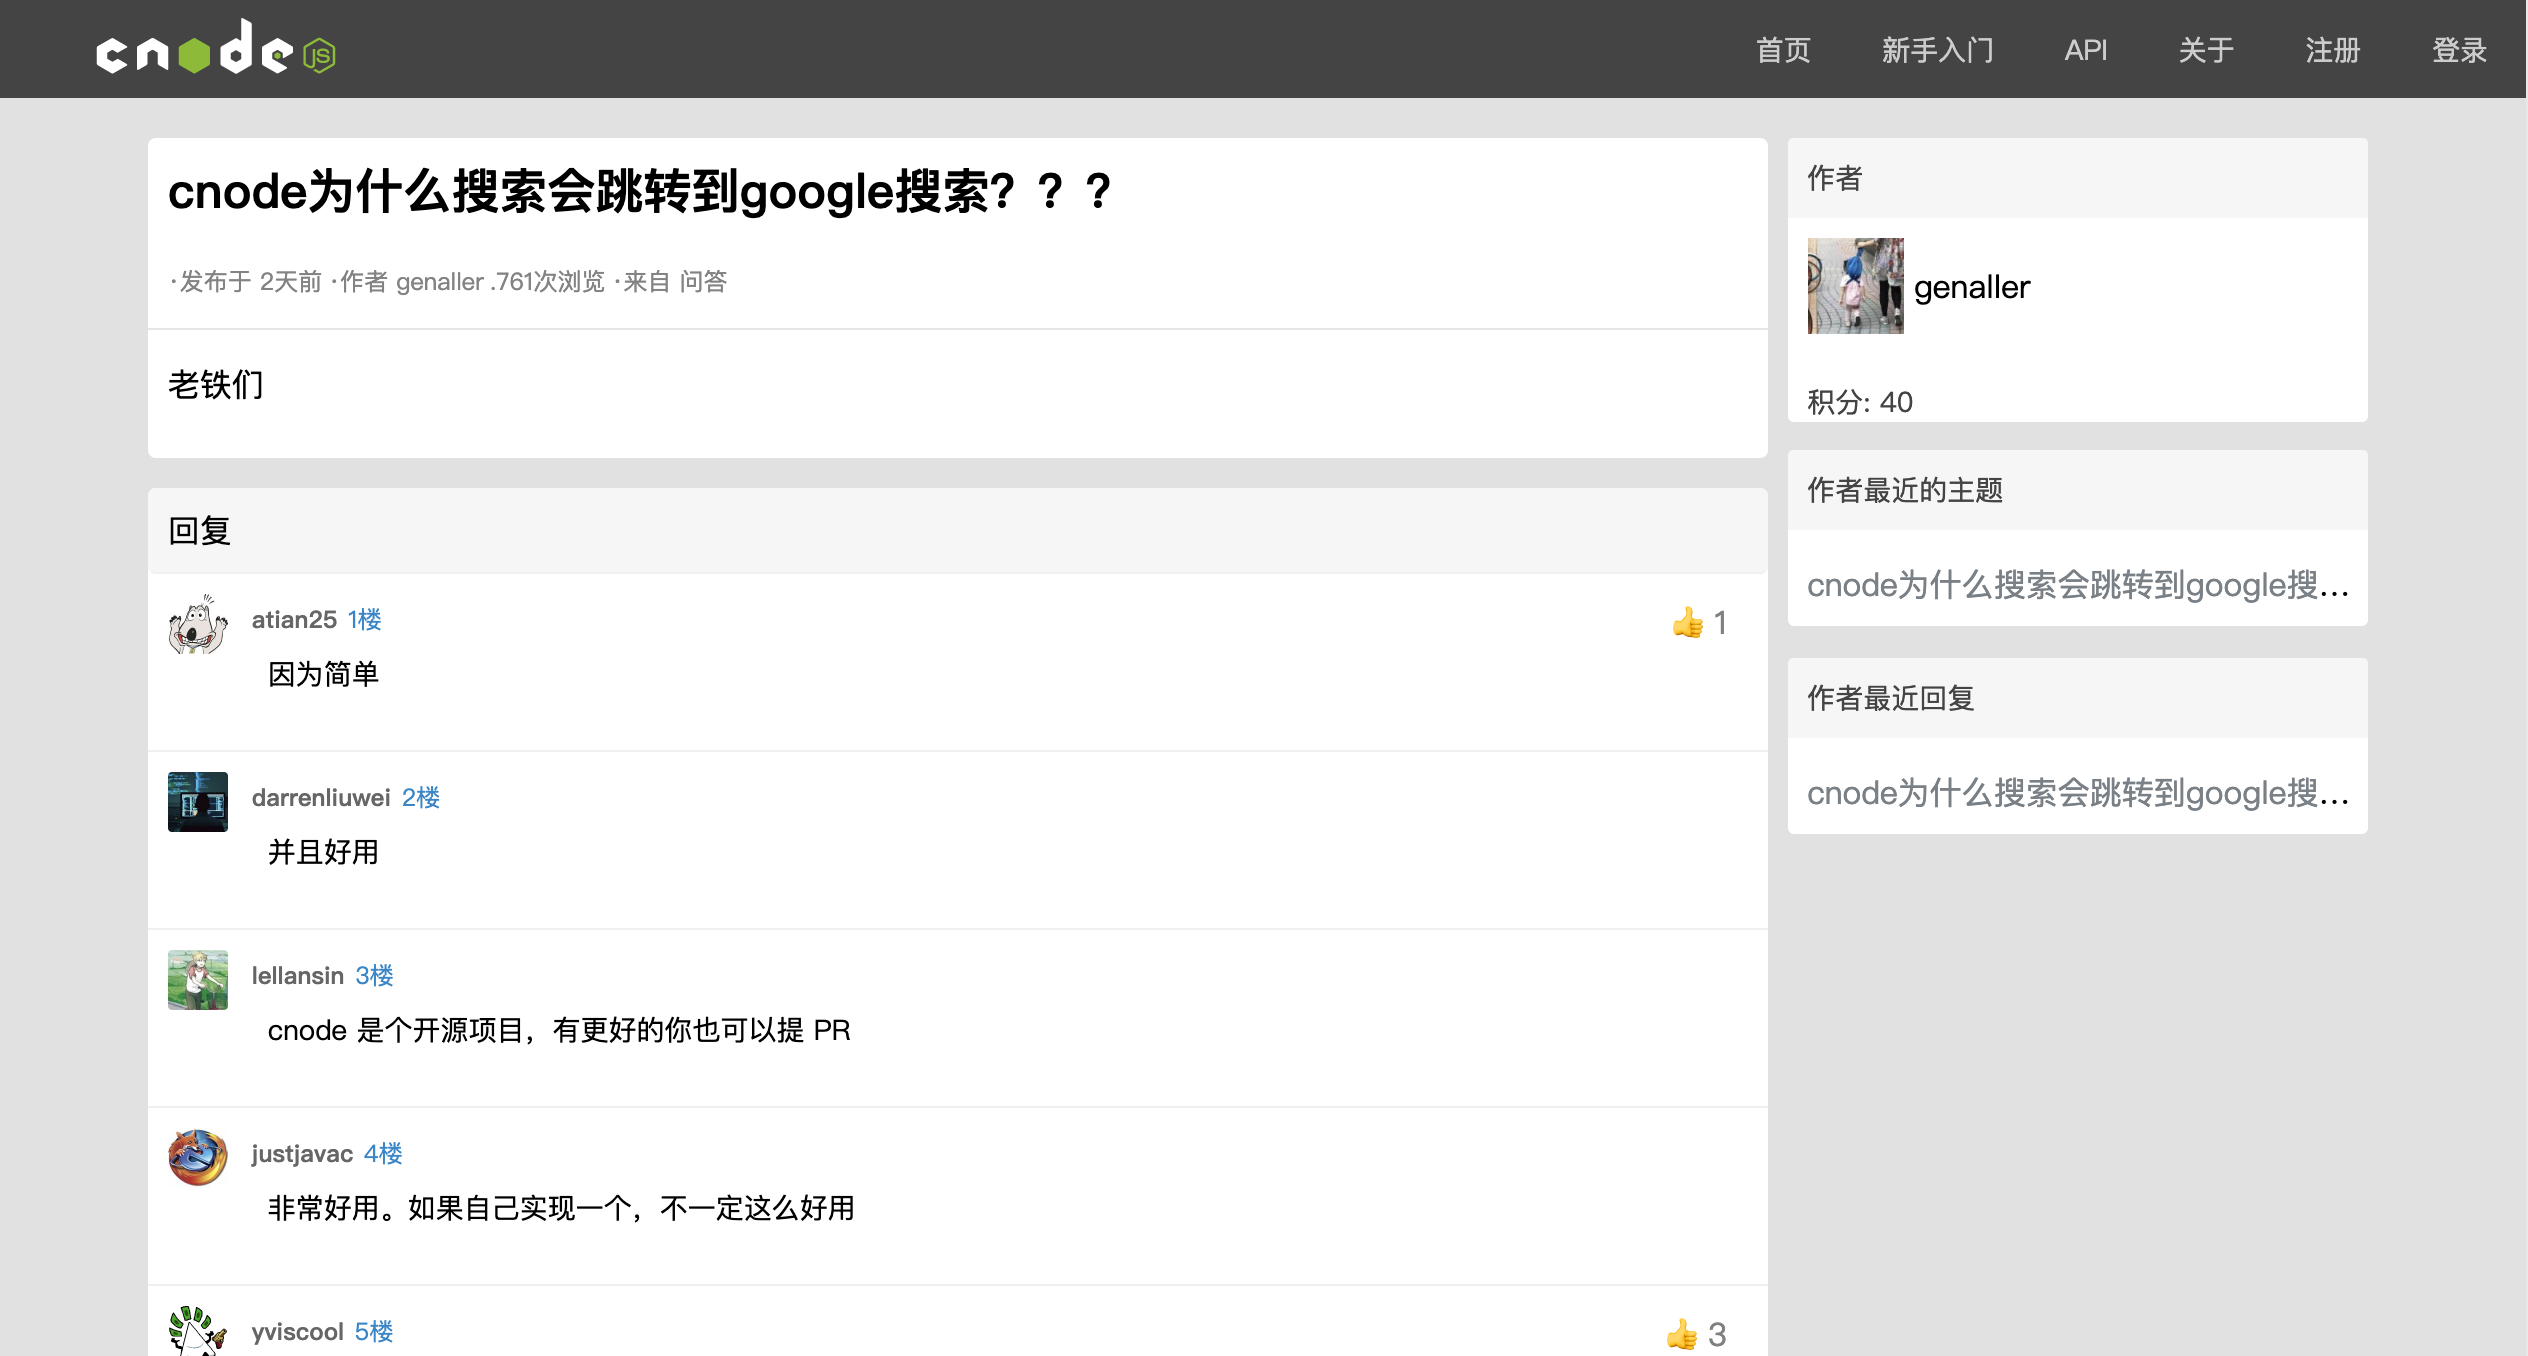 cnode JS
首页 新手入门 API 关于 注册 登录
cnode为什么搜索会跳转到google搜索？？？
·发布于 2天前 ·作者 genaller .761次浏览 ·来自 问答
老铁们
回复
atian25 1楼
👍 1
因为简单
darrenliuwei 2楼
并且好用
lellansin 3楼
cnode 是个开源项目，有更好的你也可以提 PR
justjavac 4楼
非常好用。如果自己实现一个，不一定这么好用
yviscool 5楼
👍 3
作者
genaller
积分: 40
作者最近的主题
cnode为什么搜索会跳转到google搜...
作者最近回复
cnode为什么搜索会跳转到google搜...